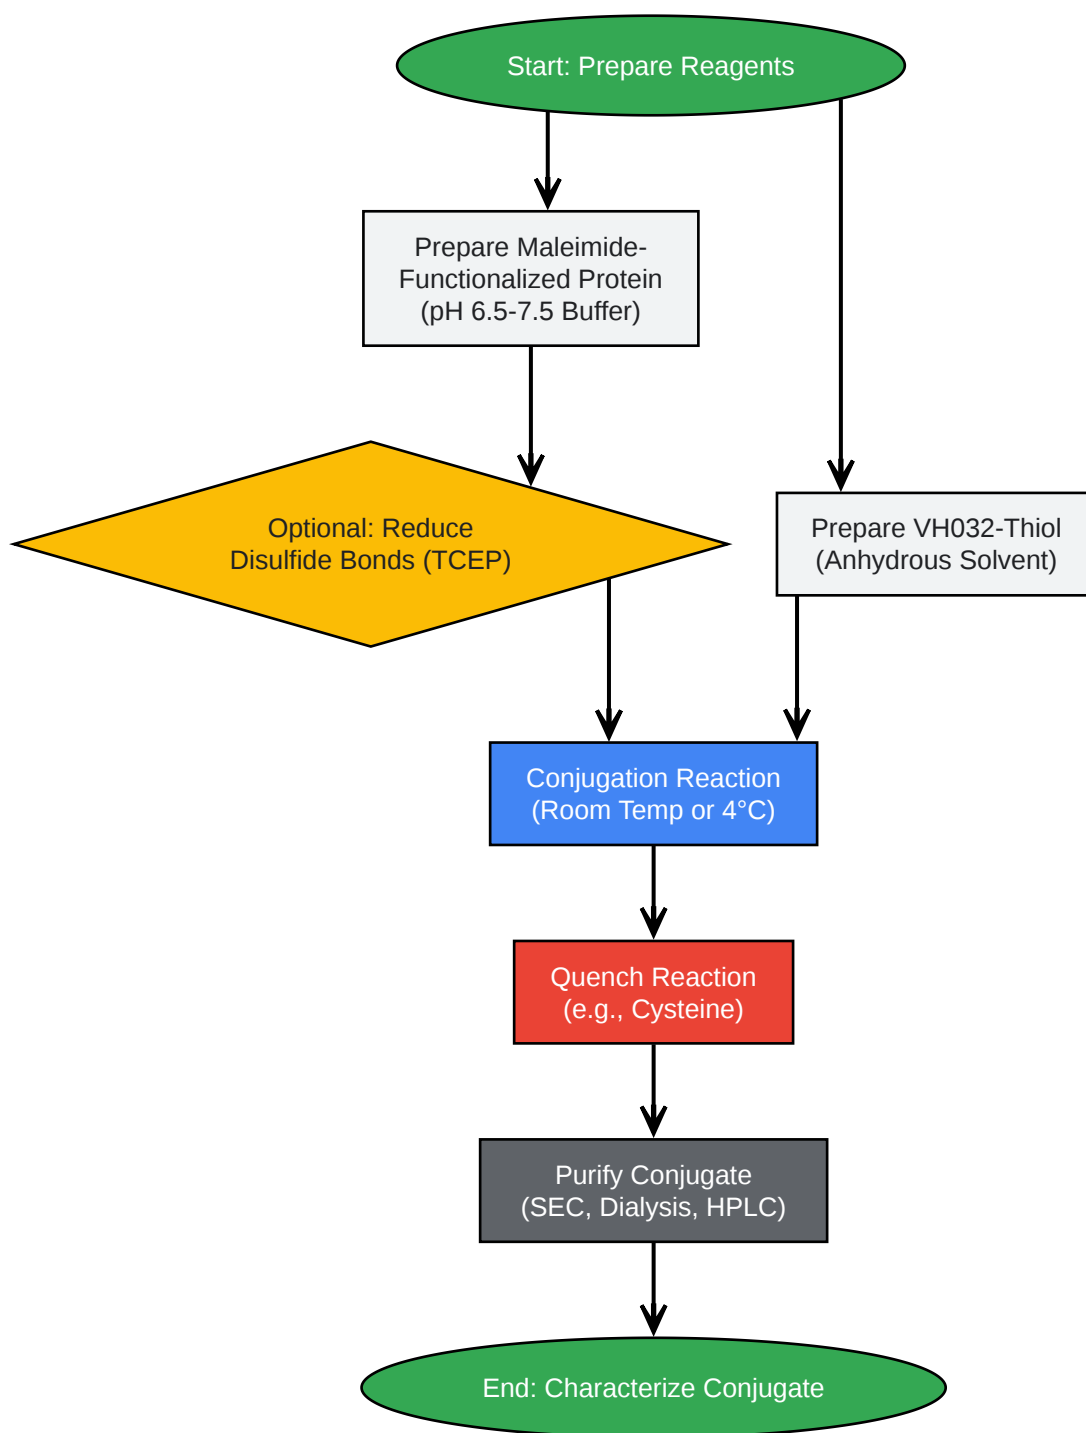 Start: Prepare Reagents
Prepare Maleimide-
Functionalized Protein
(pH 6.5-7.5 Buffer)
Optional: Reduce
Disulfide Bonds (TCEP)
Prepare VH032-Thiol
(Anhydrous Solvent)
Conjugation Reaction
(Room Temp or 4°C)
Quench Reaction
(e.g., Cysteine)
Purify Conjugate
(SEC, Dialysis, HPLC)
End: Characterize Conjugate